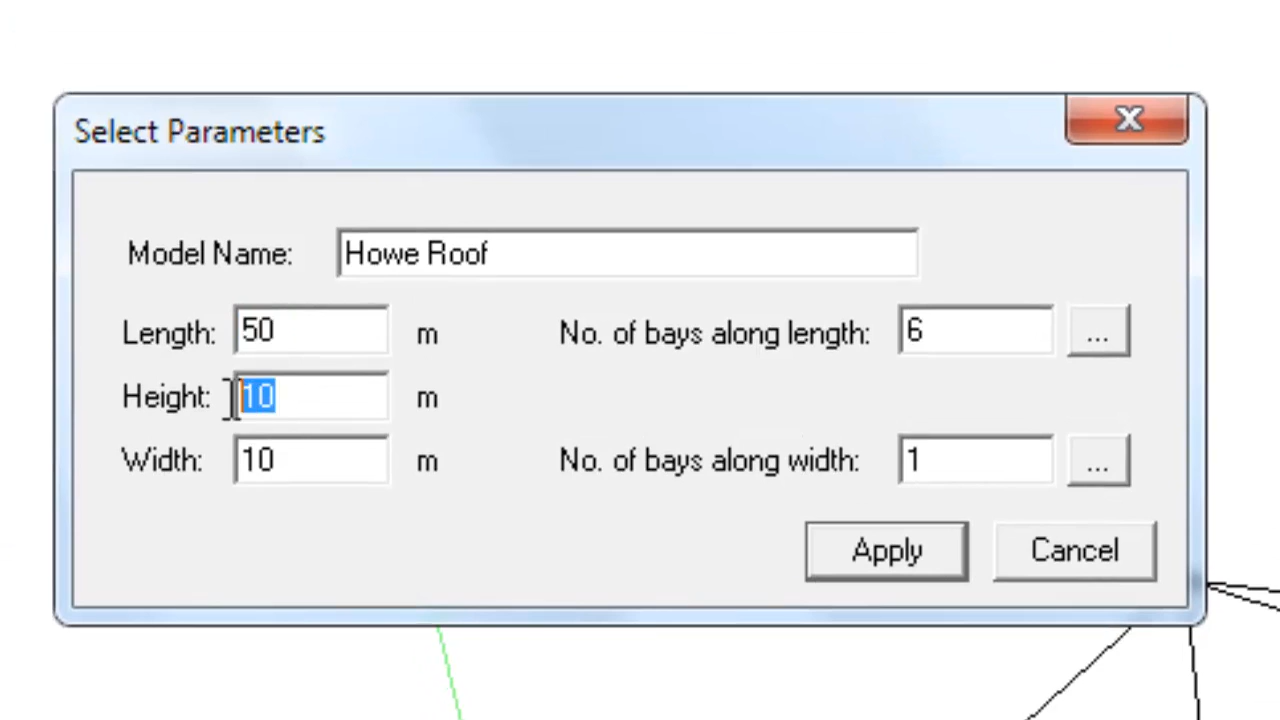 Select Parameters
Model Name: Howe Roof
Length: 50 m No. of bays along length: 6 ...
Height: 10 m
Width: 10 m No. of bays along width: 1 ...
Apply Cancel